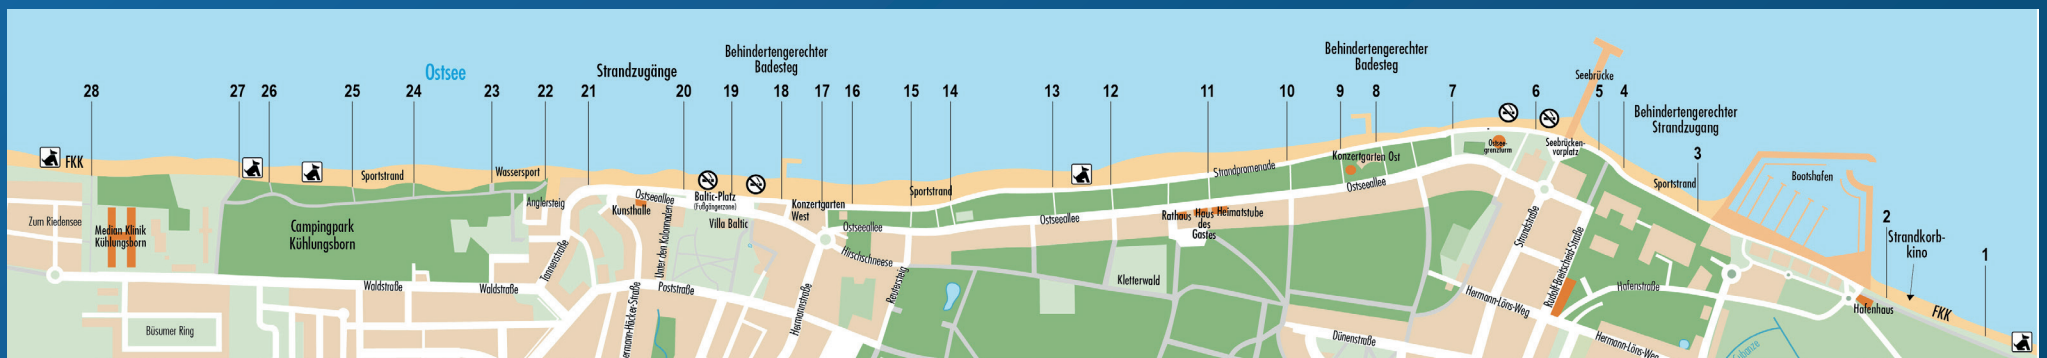 Behindertengerechter
Badesteg
Behindertengerechter
Badesteg
Ostsee
Strandzugänge
Seebrücke
28
27
26
25
24
23
22
21
20
19
18
17
16
15
14
13
12
11
10
9
8
7
6
5
4
Behindertengerechter
Strandzugang
3
2
1
FKK
Sportstrand
Wassersport
Sportstrand
Strandpromenade
Konzertgarten Ost
Ostsee-
grenzturm
Seebrücken-
vorplatz
Sportstrand
Bootshafen
Zum Riedensee
Median Klinik
Kühlungsborn
Campingpark
Kühlungsborn
Anglersteig
Ostseeallee
Kunsthalle
Baltic-Platz
(Fußgängerzone)
Villa Baltic
Konzertgarten
West
Ostseeallee
Ostseeallee
Ostseeallee
Rathaus
Haus
des
Gastes
Heimatstube
Strandkorb-
kino
Hafenhaus
FKK
Tannenstraße
Unter den Kolonnaden
Hirschschneese
Reutersteig
Strandstraße
Rudolf-Breitscheid-Straße
Waldstraße
Waldstraße
Poststraße
Kletterwald
Hafenstraße
Hermannstraße
Hermann-Löns-Weg
Büsumer Ring
ermann-Häcker-Straße
Dünenstraße
Hermann-Löns-Weg